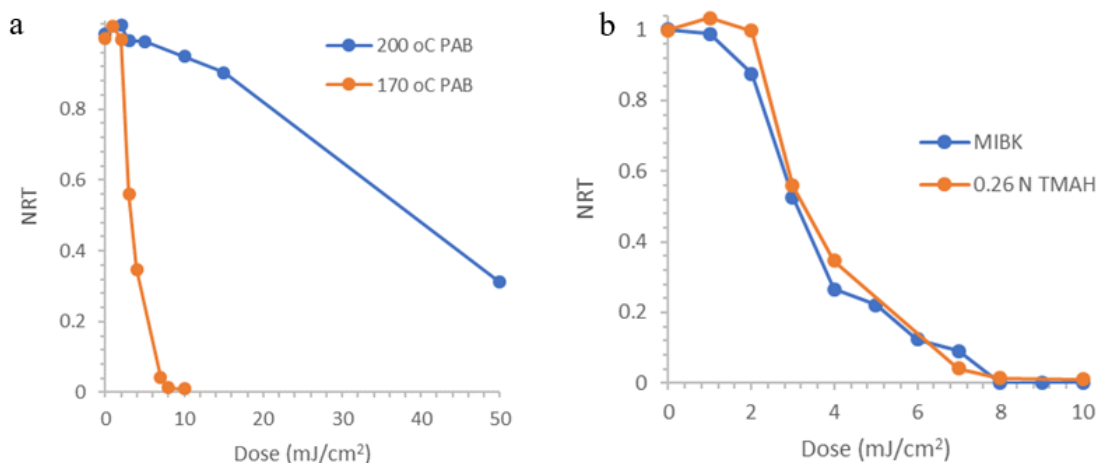 a
200 oC PAB
170 oC PAB
NRT
0.8
0.6
0.4
0.2
0
0 10 20 30 40 50
Dose (mJ/cm²)
b
MIBK
0.26 N TMAH
NRT
1
0.8
0.6
0.4
0.2
0
0 2 4 6 8 10
Dose (mJ/cm²)